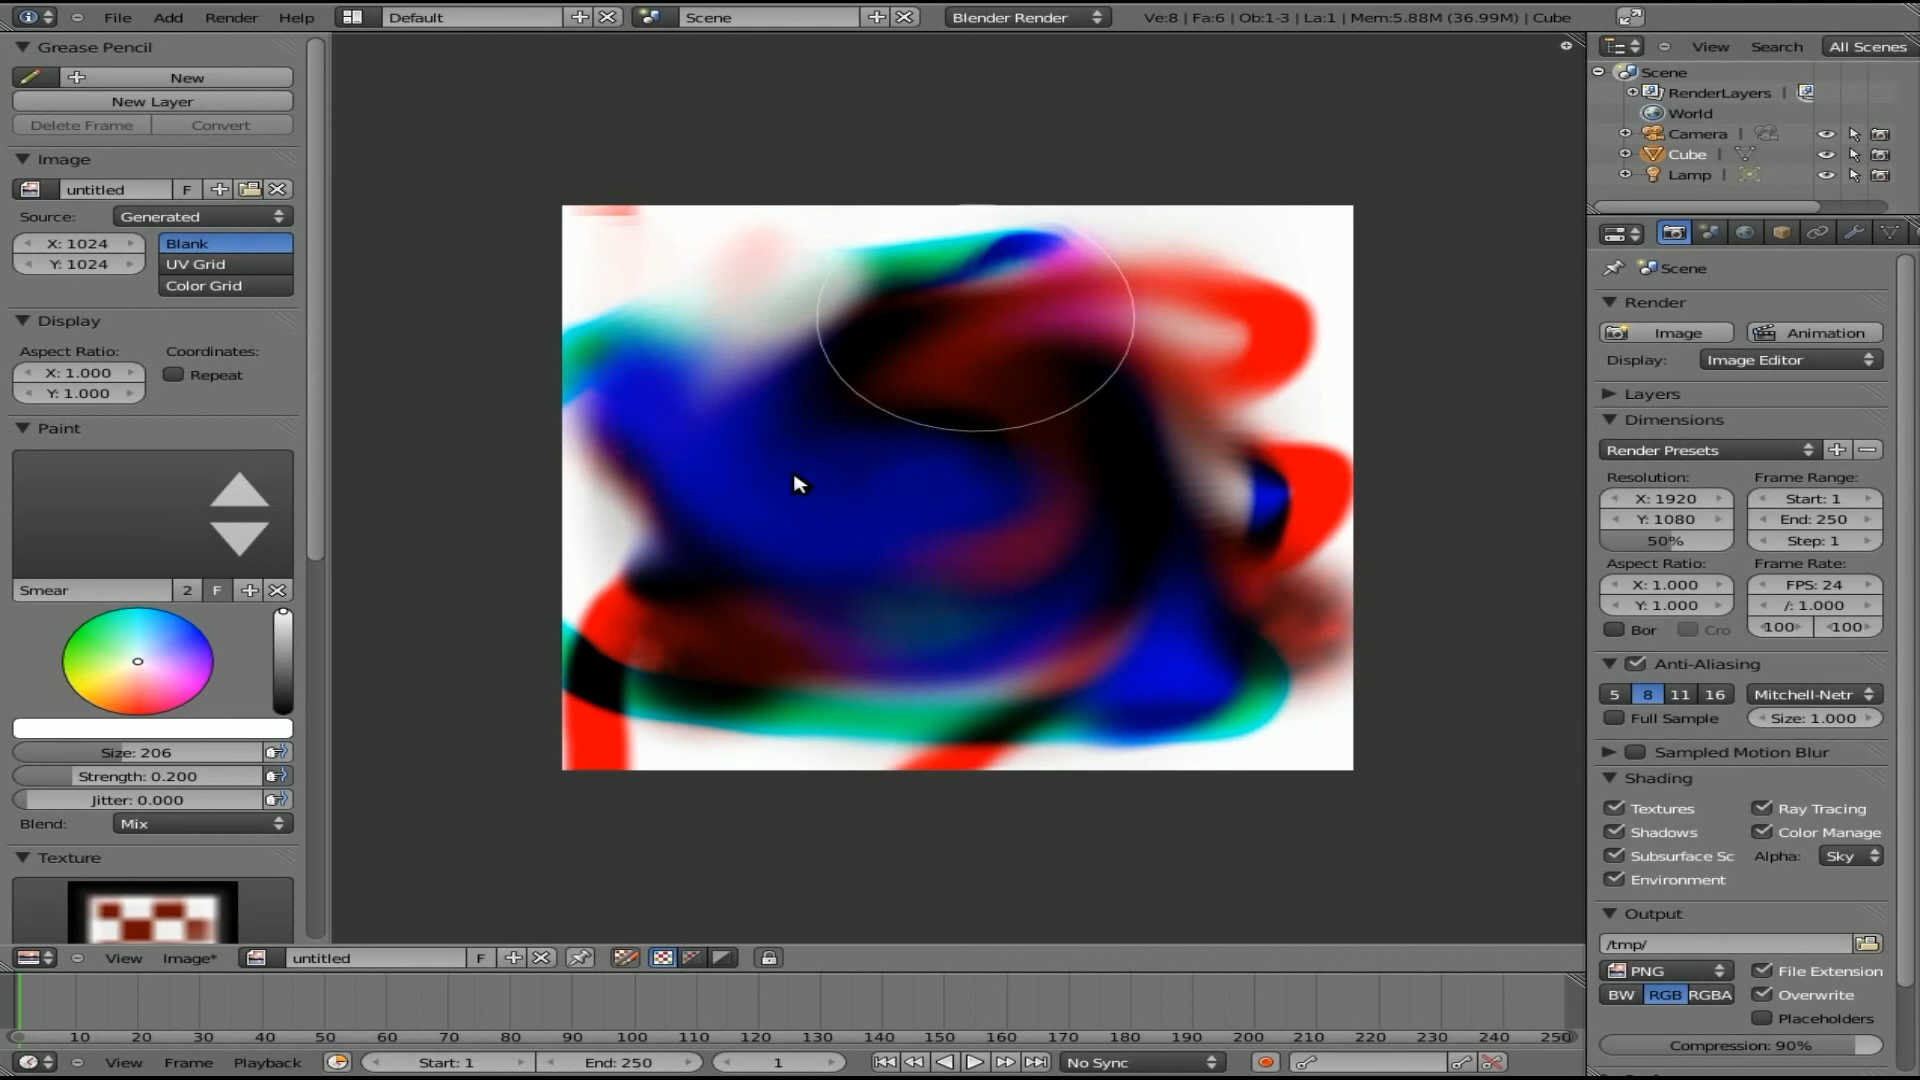 File Add Render Help Default Scene Blender Render Ve:8 | Fa:6 | Ob:1-3 | La:1 | Mem:5.88M (36.99M) | Cube
Grease Pencil
New
New Layer
Delete Frame Convert
Image
untitled F
Source: Generated
X: 1024
Y: 1024
Blank
UV Grid
Color Grid
Display
Aspect Ratio: Coordinates:
X: 1.000 Repeat
Y: 1.000
Paint
Smear 2 F
Size: 206
Strength: 0.200
Jitter: 0.000
Blend: Mix
Texture
View Image* untitled F
10 20 30 40 50 60 70 80 90 100 110 120 130 140 150 160 170 180 190 200 210 220 230 240 250
View Frame Playback Start: 1 End: 250 1 No Sync
View Search All Scenes
Scene
RenderLayers |
World
Camera |
Cube |
Lamp |
Scene
Render
Image Animation
Display: Image Editor
Layers
Dimensions
Render Presets
Resolution: Frame Range:
X: 1920 Start: 1
Y: 1080 End: 250
50% Step: 1
Aspect Ratio: Frame Rate:
X: 1.000 FPS: 24
Y: 1.000 /: 1.000
Bor Cro 100 100
Anti-Aliasing
5 8 11 16 Mitchell-Netr
Full Sample Size: 1.000
Sampled Motion Blur
Shading
Textures Ray Tracing
Shadows Color Manage
Subsurface Sc Alpha: Sky
Environment
Output
/tmp/
PNG File Extension
BW RGB RGBA Overwrite
Placeholders
Compression: 90%